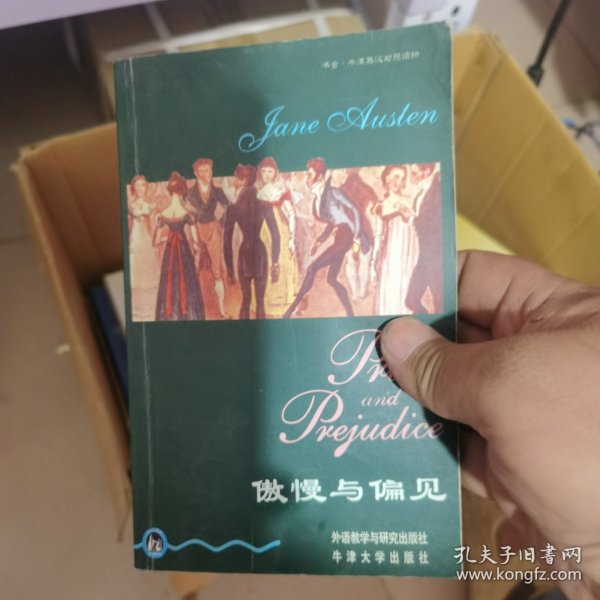 书虫·牛津英汉对照读物
Jane Austen
Pr
and
Prejudice
傲慢与偏见
外语教学与研究出版社
牛津大学出版社
孔夫子旧书网
www.kongfz.com